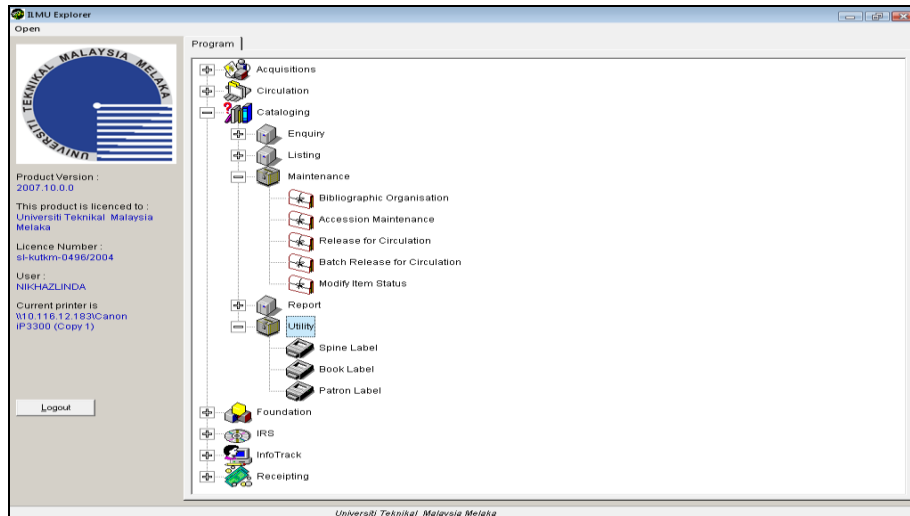 ILMU Explorer
Open
UNIVERSITI TEKNIKAL MALAYSIA MELAKA
Product Version :
2007.10.0.0
This product is licenced to :
Universiti Teknikal Malaysia
Melaka
Licence Number :
sl-kutkm-0496/2004
User :
NIKHAZLINDA
Current printer is
\\10.116.12.183\Canon
iP3300 (Copy 1)
Logout
Program
Acquisitions
Circulation
Cataloging
Enquiry
Listing
Maintenance
Bibliographic Organisation
Accession Maintenance
Release for Circulation
Batch Release for Circulation
Modify Item Status
Report
Utility
Spine Label
Book Label
Patron Label
Foundation
IRS
InfoTrack
Receipting
Universiti Teknikal Malaysia Melaka